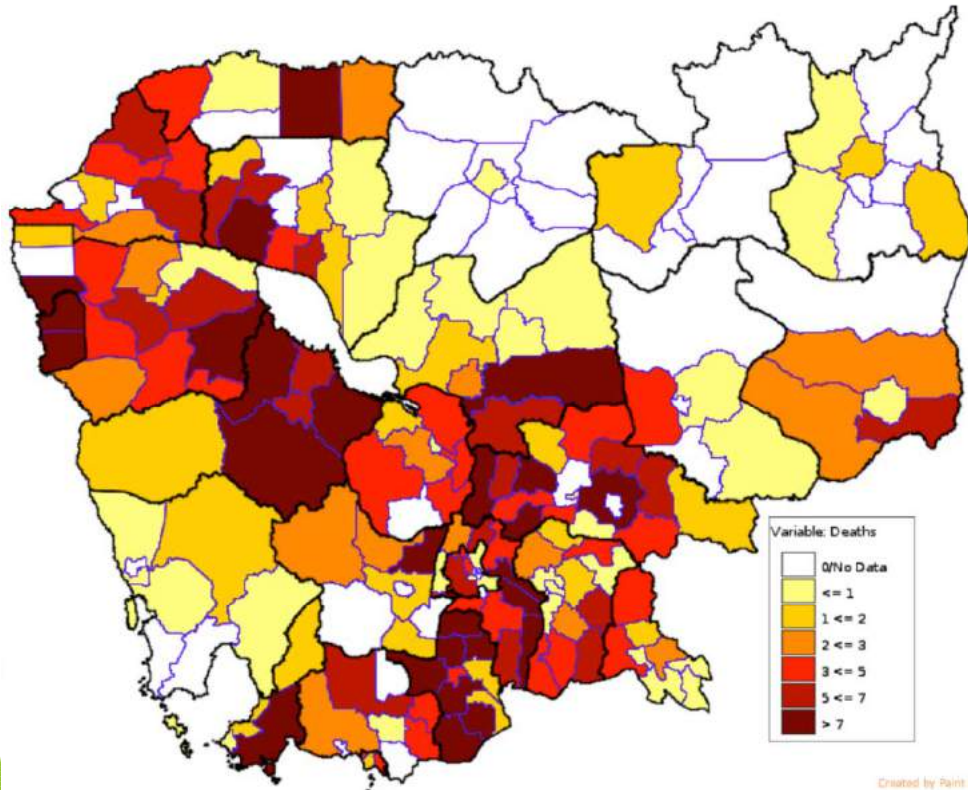 Variable: Deaths
0/No Data
<= 1
1 <= 2
2 <= 3
3 <= 5
5 <= 7
> 7
Created by Paint